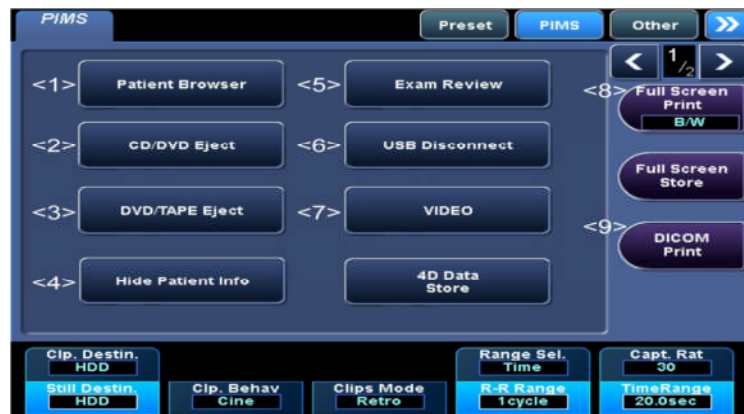 PIMS
Preset
PIMS
Other
1/2
<1> Patient Browser
<5> Exam Review
<8> Full Screen
Print
B/W
<2> CD/DVD Eject
<6> USB Disconnect
Full Screen
Store
<3> DVD/TAPE Eject
<7> VIDEO
<9> DICOM
Print
<4> Hide Patient Info
4D Data
Store
Clp. Destin.
HDD
Range Sel.
Time
Capt. Rat
30
Still Destin.
HDD
Clp. Behav
Cine
Clips Mode
Retro
R-R Range
1cycle
TimeRange
20.0sec